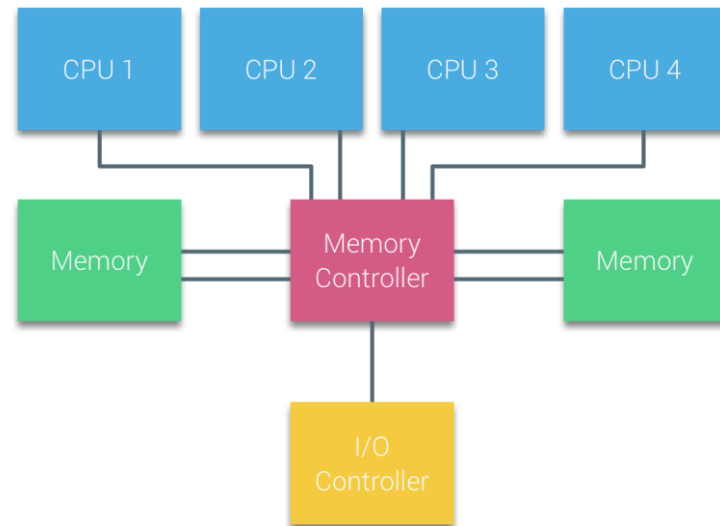 CPU 1
CPU 2
CPU 3
CPU 4
Memory
Memory
Controller
Memory
I/O
Controller